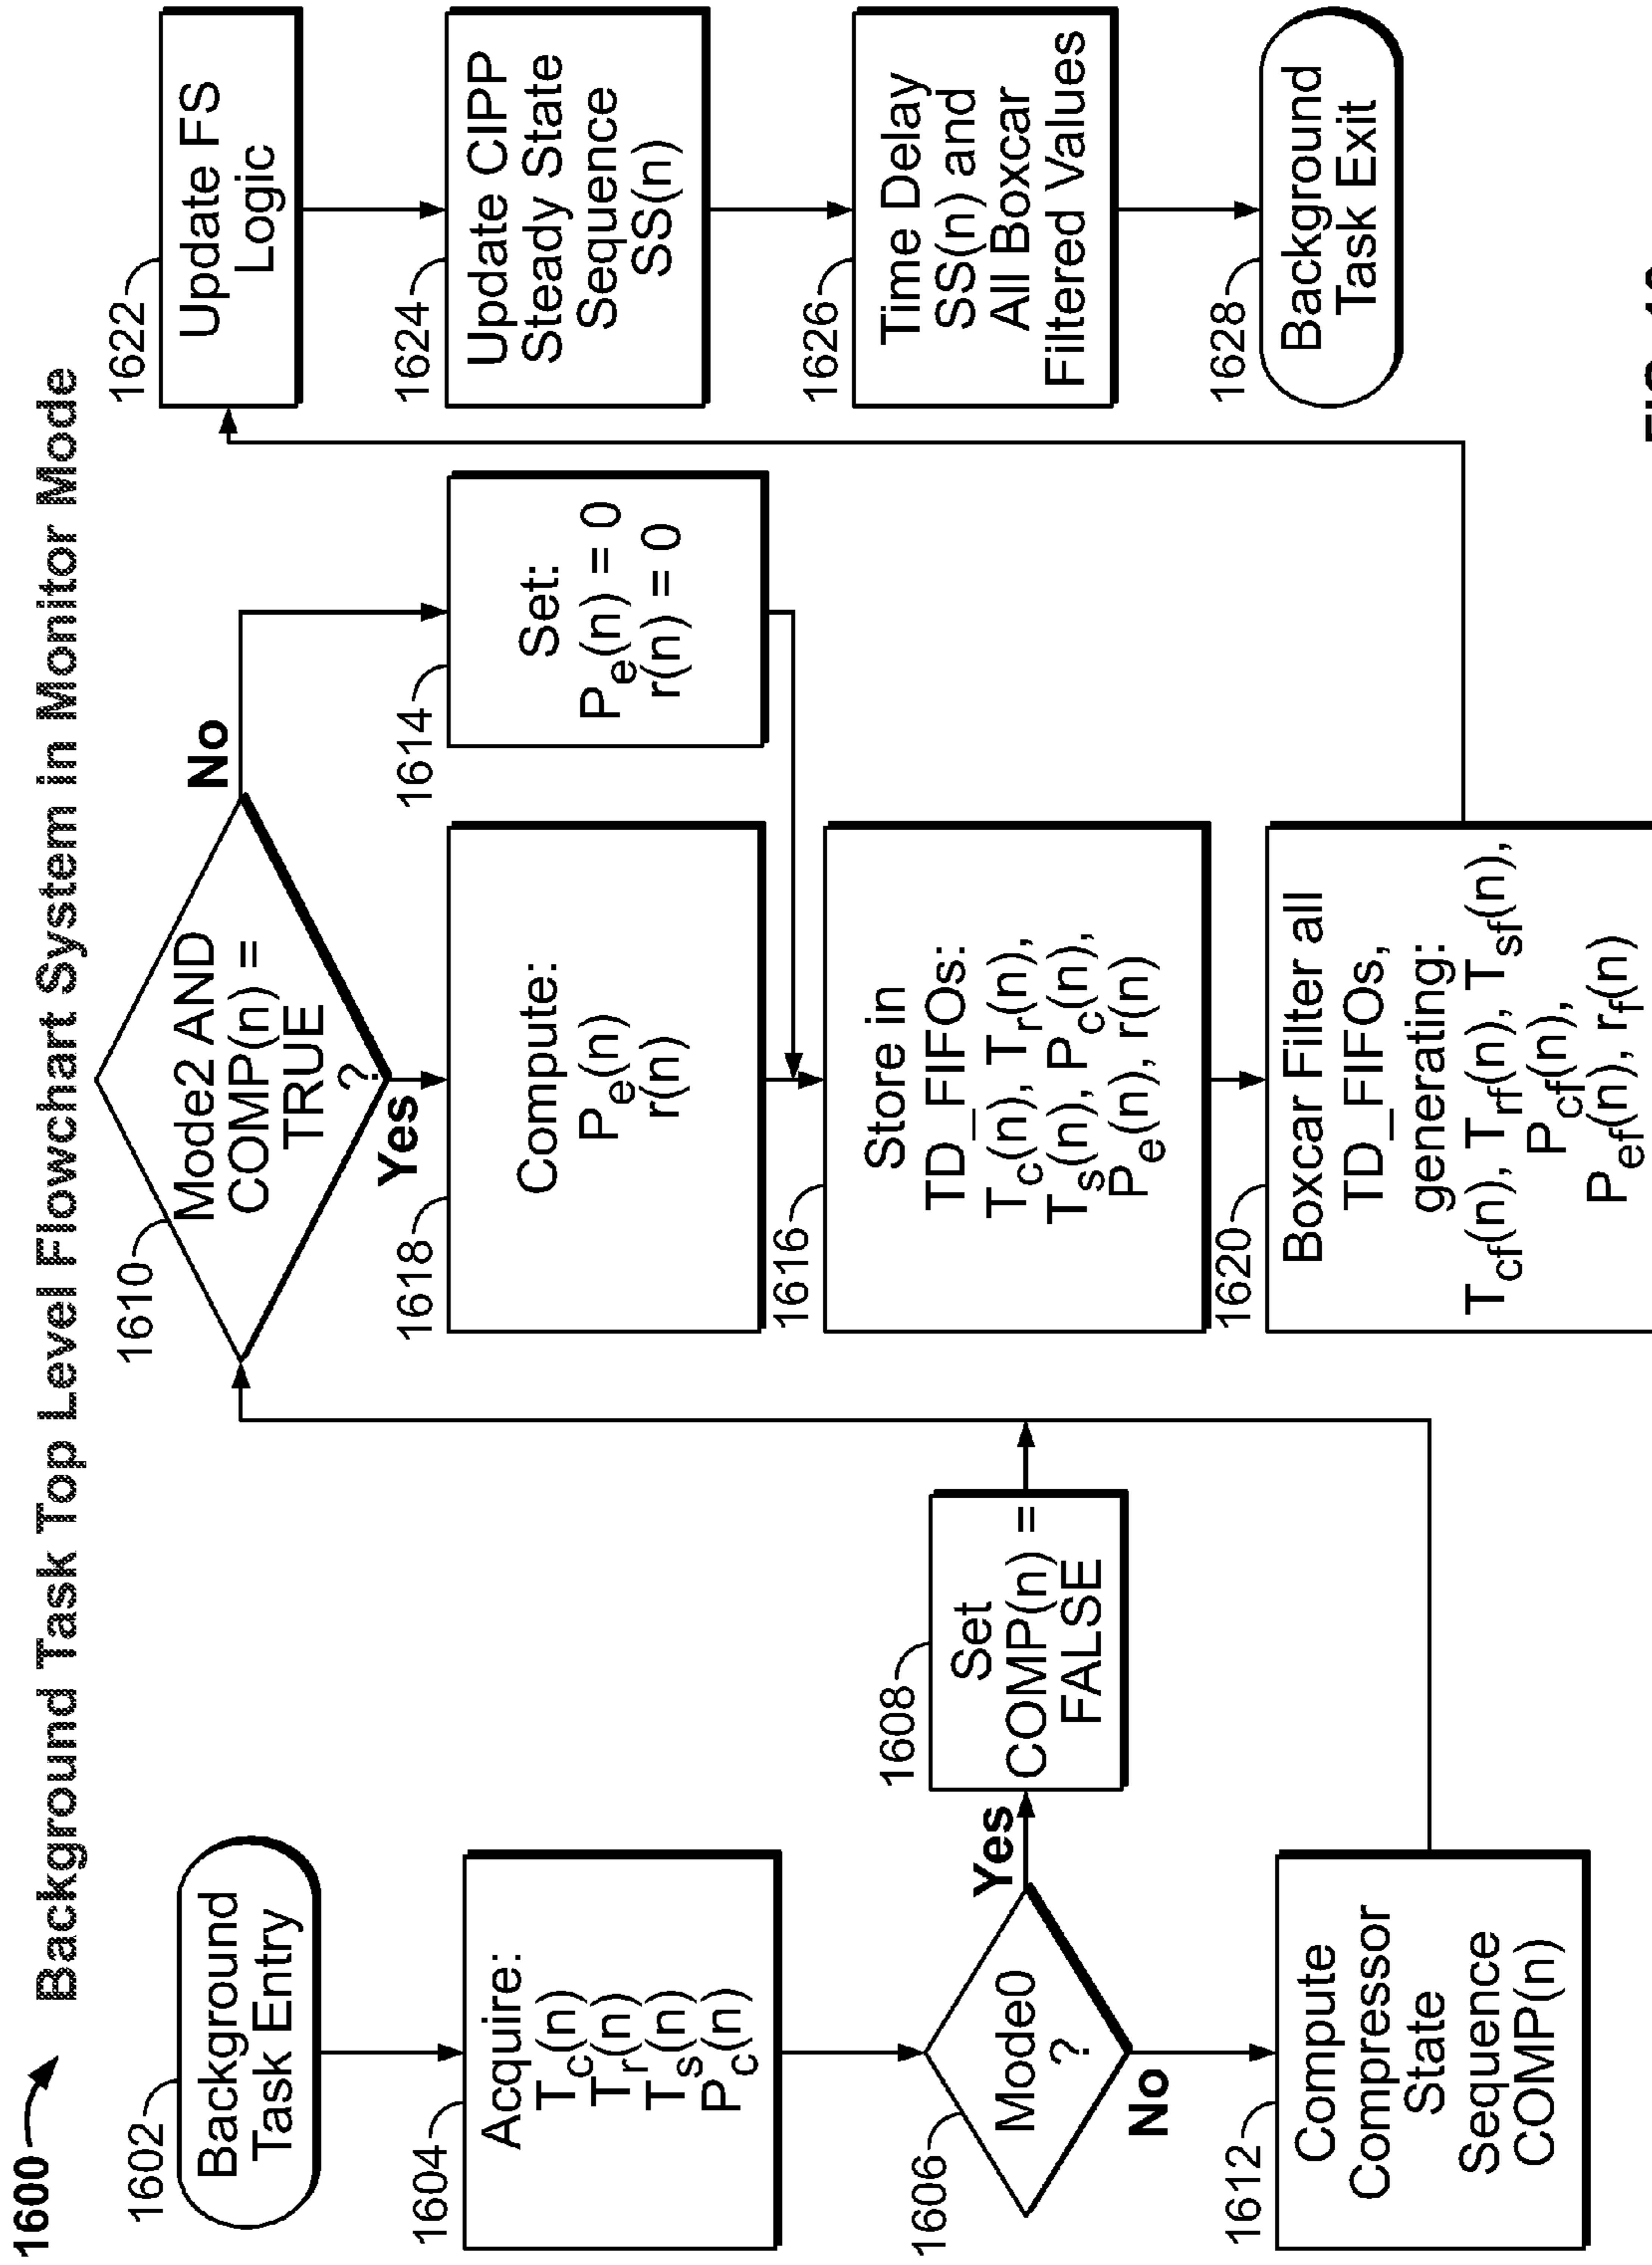 1600
Background Task Top Level Flowchart System in Monitor Mode
1602
Background
Task Entry
1604
Acquire:
Tc(n)
Tr(n)
Ts(n)
Pc(n)
1606
Mode0
?
Yes
No
1608
Set
COMP(n) =
FALSE
1612
Compute
Compressor
State
Sequence
COMP(n)
1610
Mode2 AND
COMP(n) =
TRUE
?
No
Yes
1618
Compute:
Pe(n)
r(n)
1614
Set:
Pe(n) = 0
r(n) = 0
1616
Store in
TD_FIFOs:
Tc(n), Tr(n),
Ts(n), Pc(n),
Pe(n), r(n)
1620
Boxcar Filter all
TD_FIFOs,
generating:
Tcf(n), Trf(n), Tsf(n),
Pcf(n),
Pef(n), rf(n)
1622
Update FS
Logic
1624
Update CIPP
Steady State
Sequence
SS(n)
1626
Time Delay
SS(n) and
All Boxcar
Filtered Values
1628
Background
Task Exit